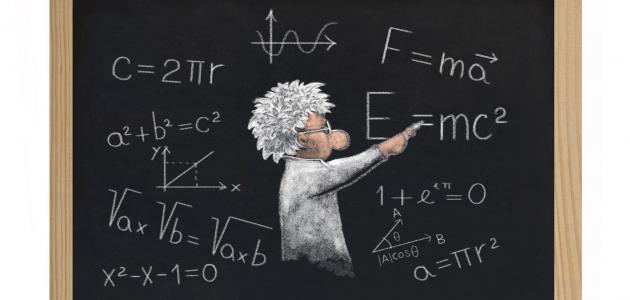 C = 2πr
F = ma⃗
E = mc²
a² + b² = c²
y
x
1 + e^iπ = 0
√a x √b = √a x b
A
θ
B
|A|cosθ
x² - x - 1 = 0
a = πr²